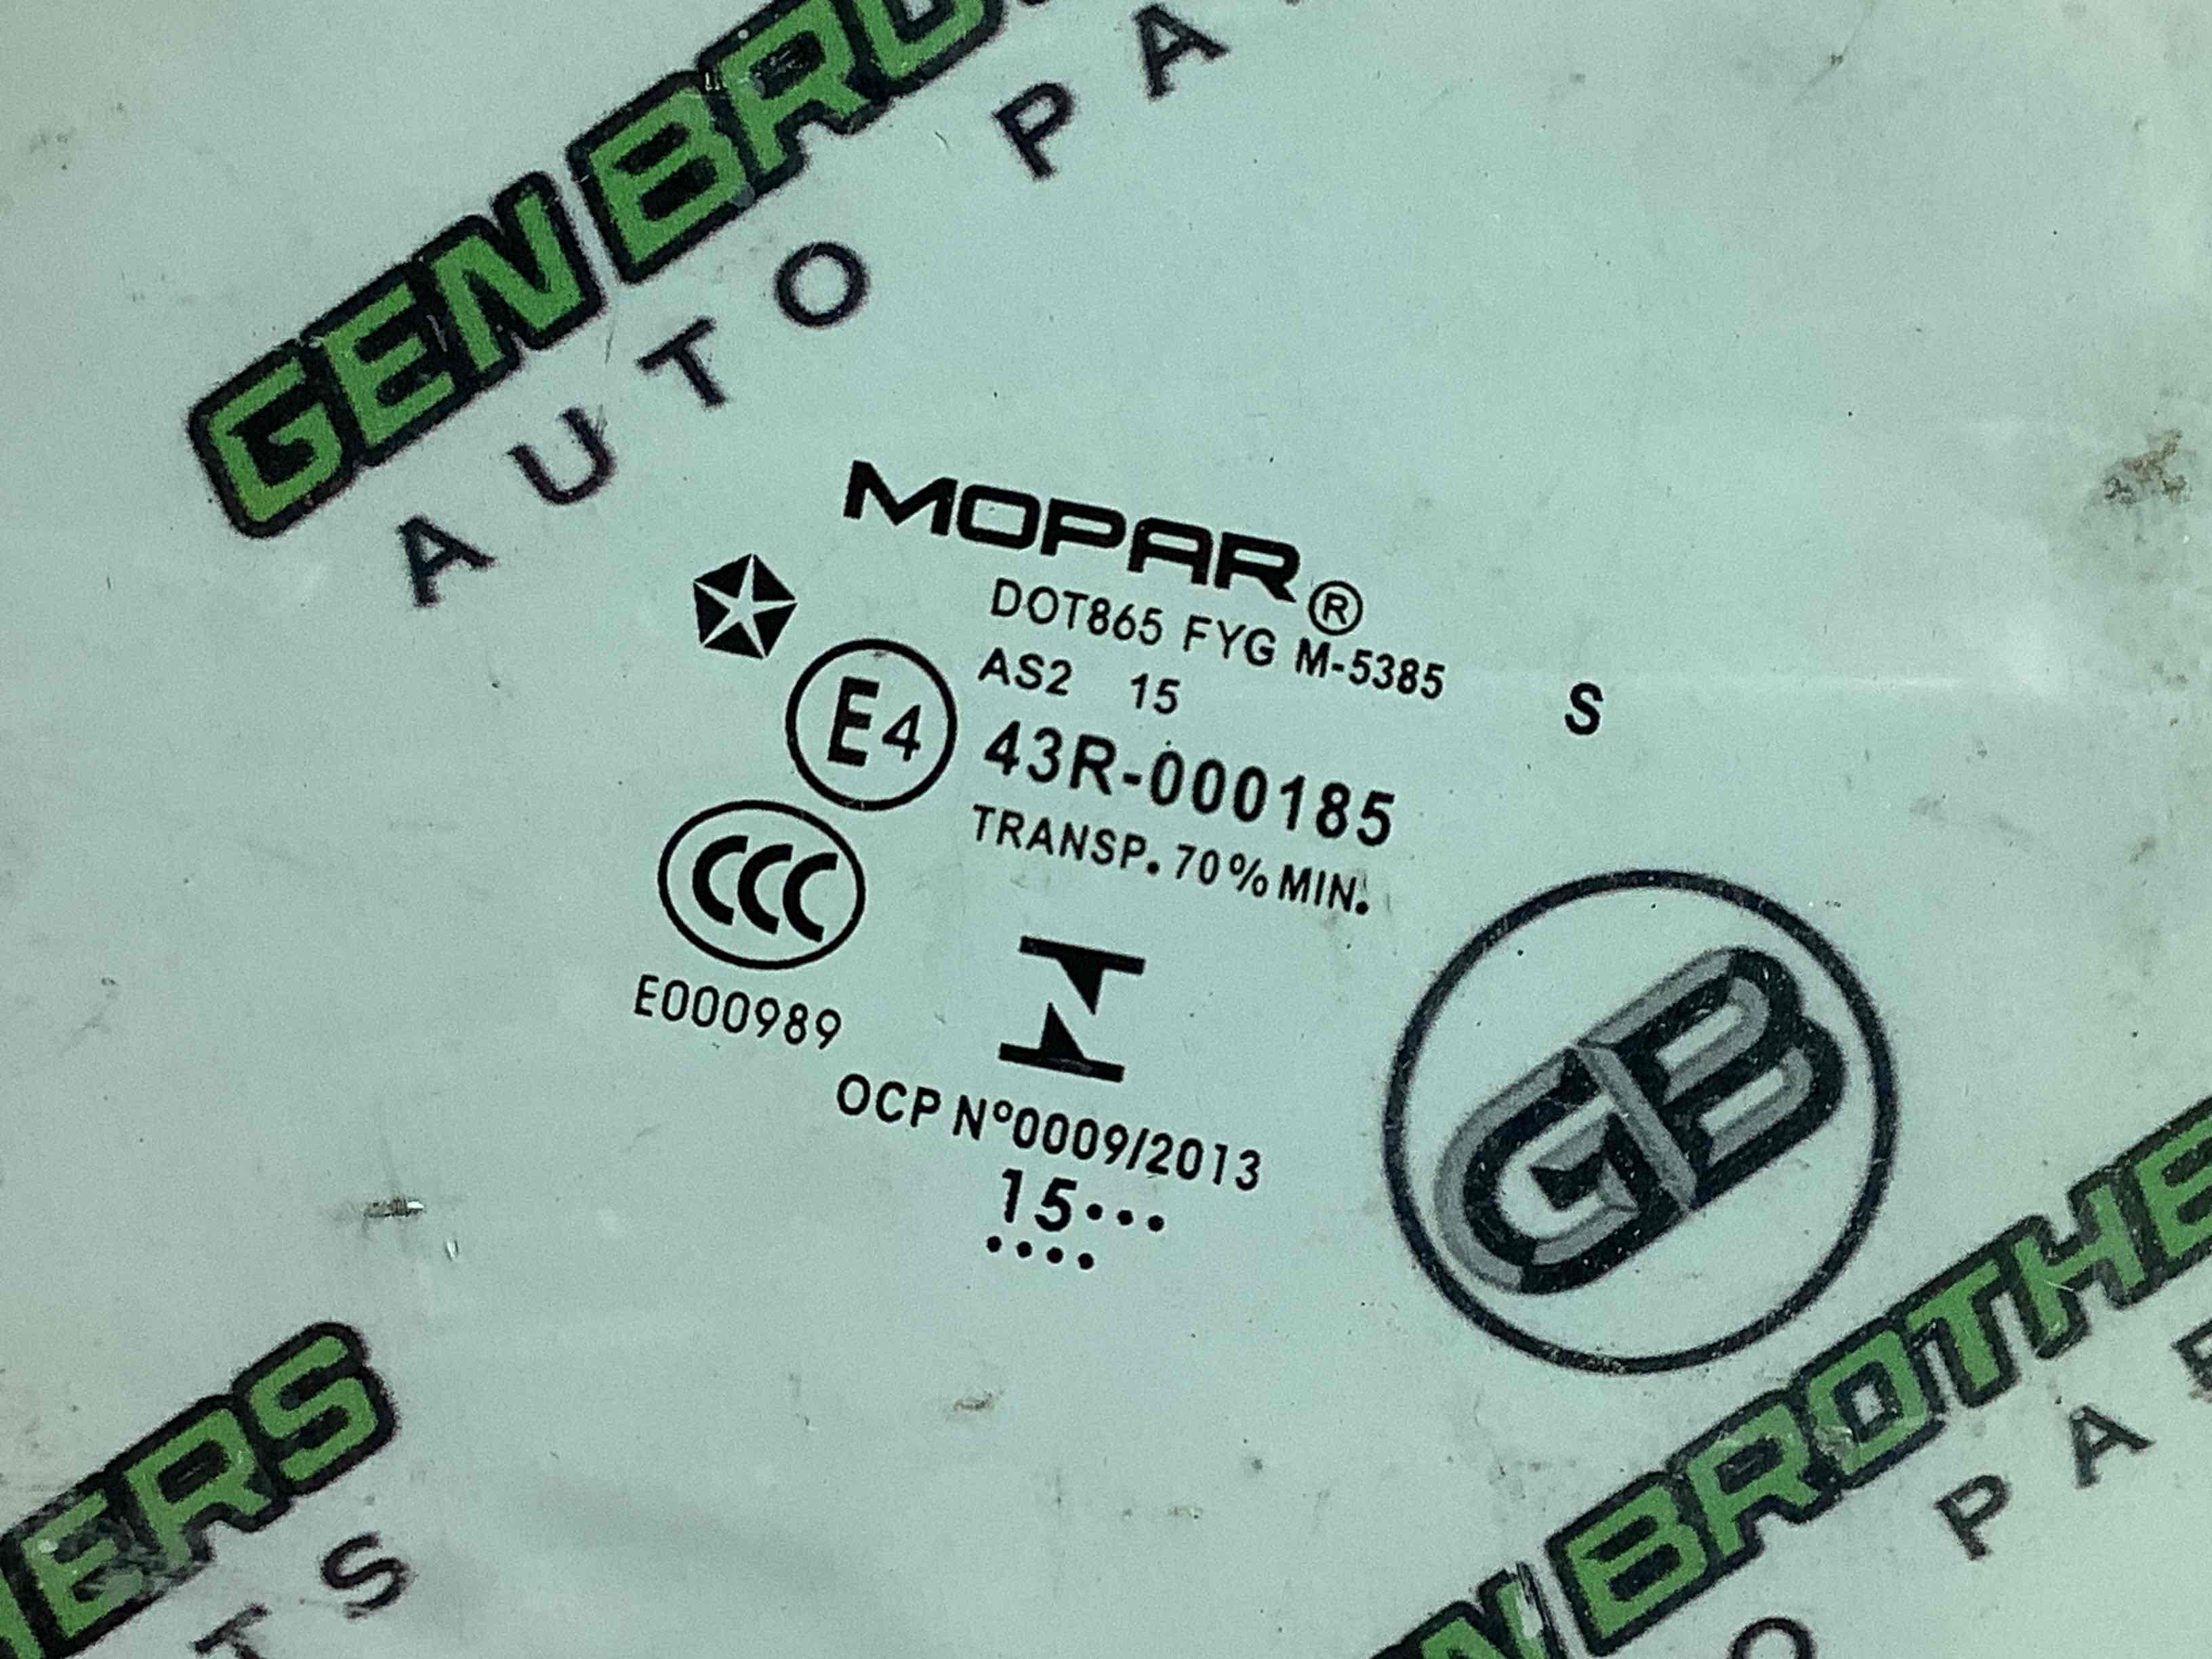 GEN BRO
AUTO PA
MOPAR®
DOT865 FYG M-5385
AS2 15
S
E4
43R-000185
TRANSP. 70% MIN.
CCC
E000989
OCP N°0009/2013
15•••
••••
GB
ERS
TS
N BROTHE
O PA